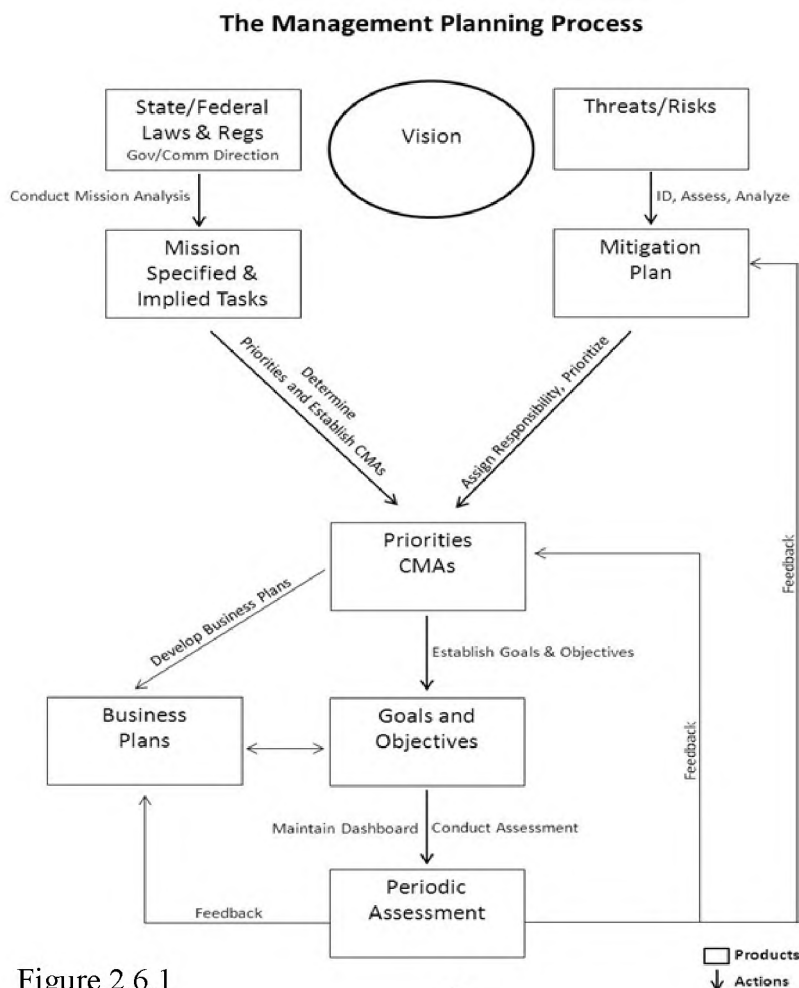 The Management Planning Process
State/Federal
Laws & Regs
Gov/Comm Direction
Vision
Threats/Risks
Conduct Mission Analysis
ID, Assess, Analyze
Mission
Specified &
Implied Tasks
Mitigation
Plan
Determine
Priorities and Establish CMAs
Assign Responsibility, Prioritize
Priorities
CMAs
Feedback
Develop Business Plans
Establish Goals & Objectives
Business
Plans
Goals and
Objectives
Feedback
Maintain Dashboard
Conduct Assessment
Periodic
Assessment
Feedback
Products
Actions
Figure 2.6.1